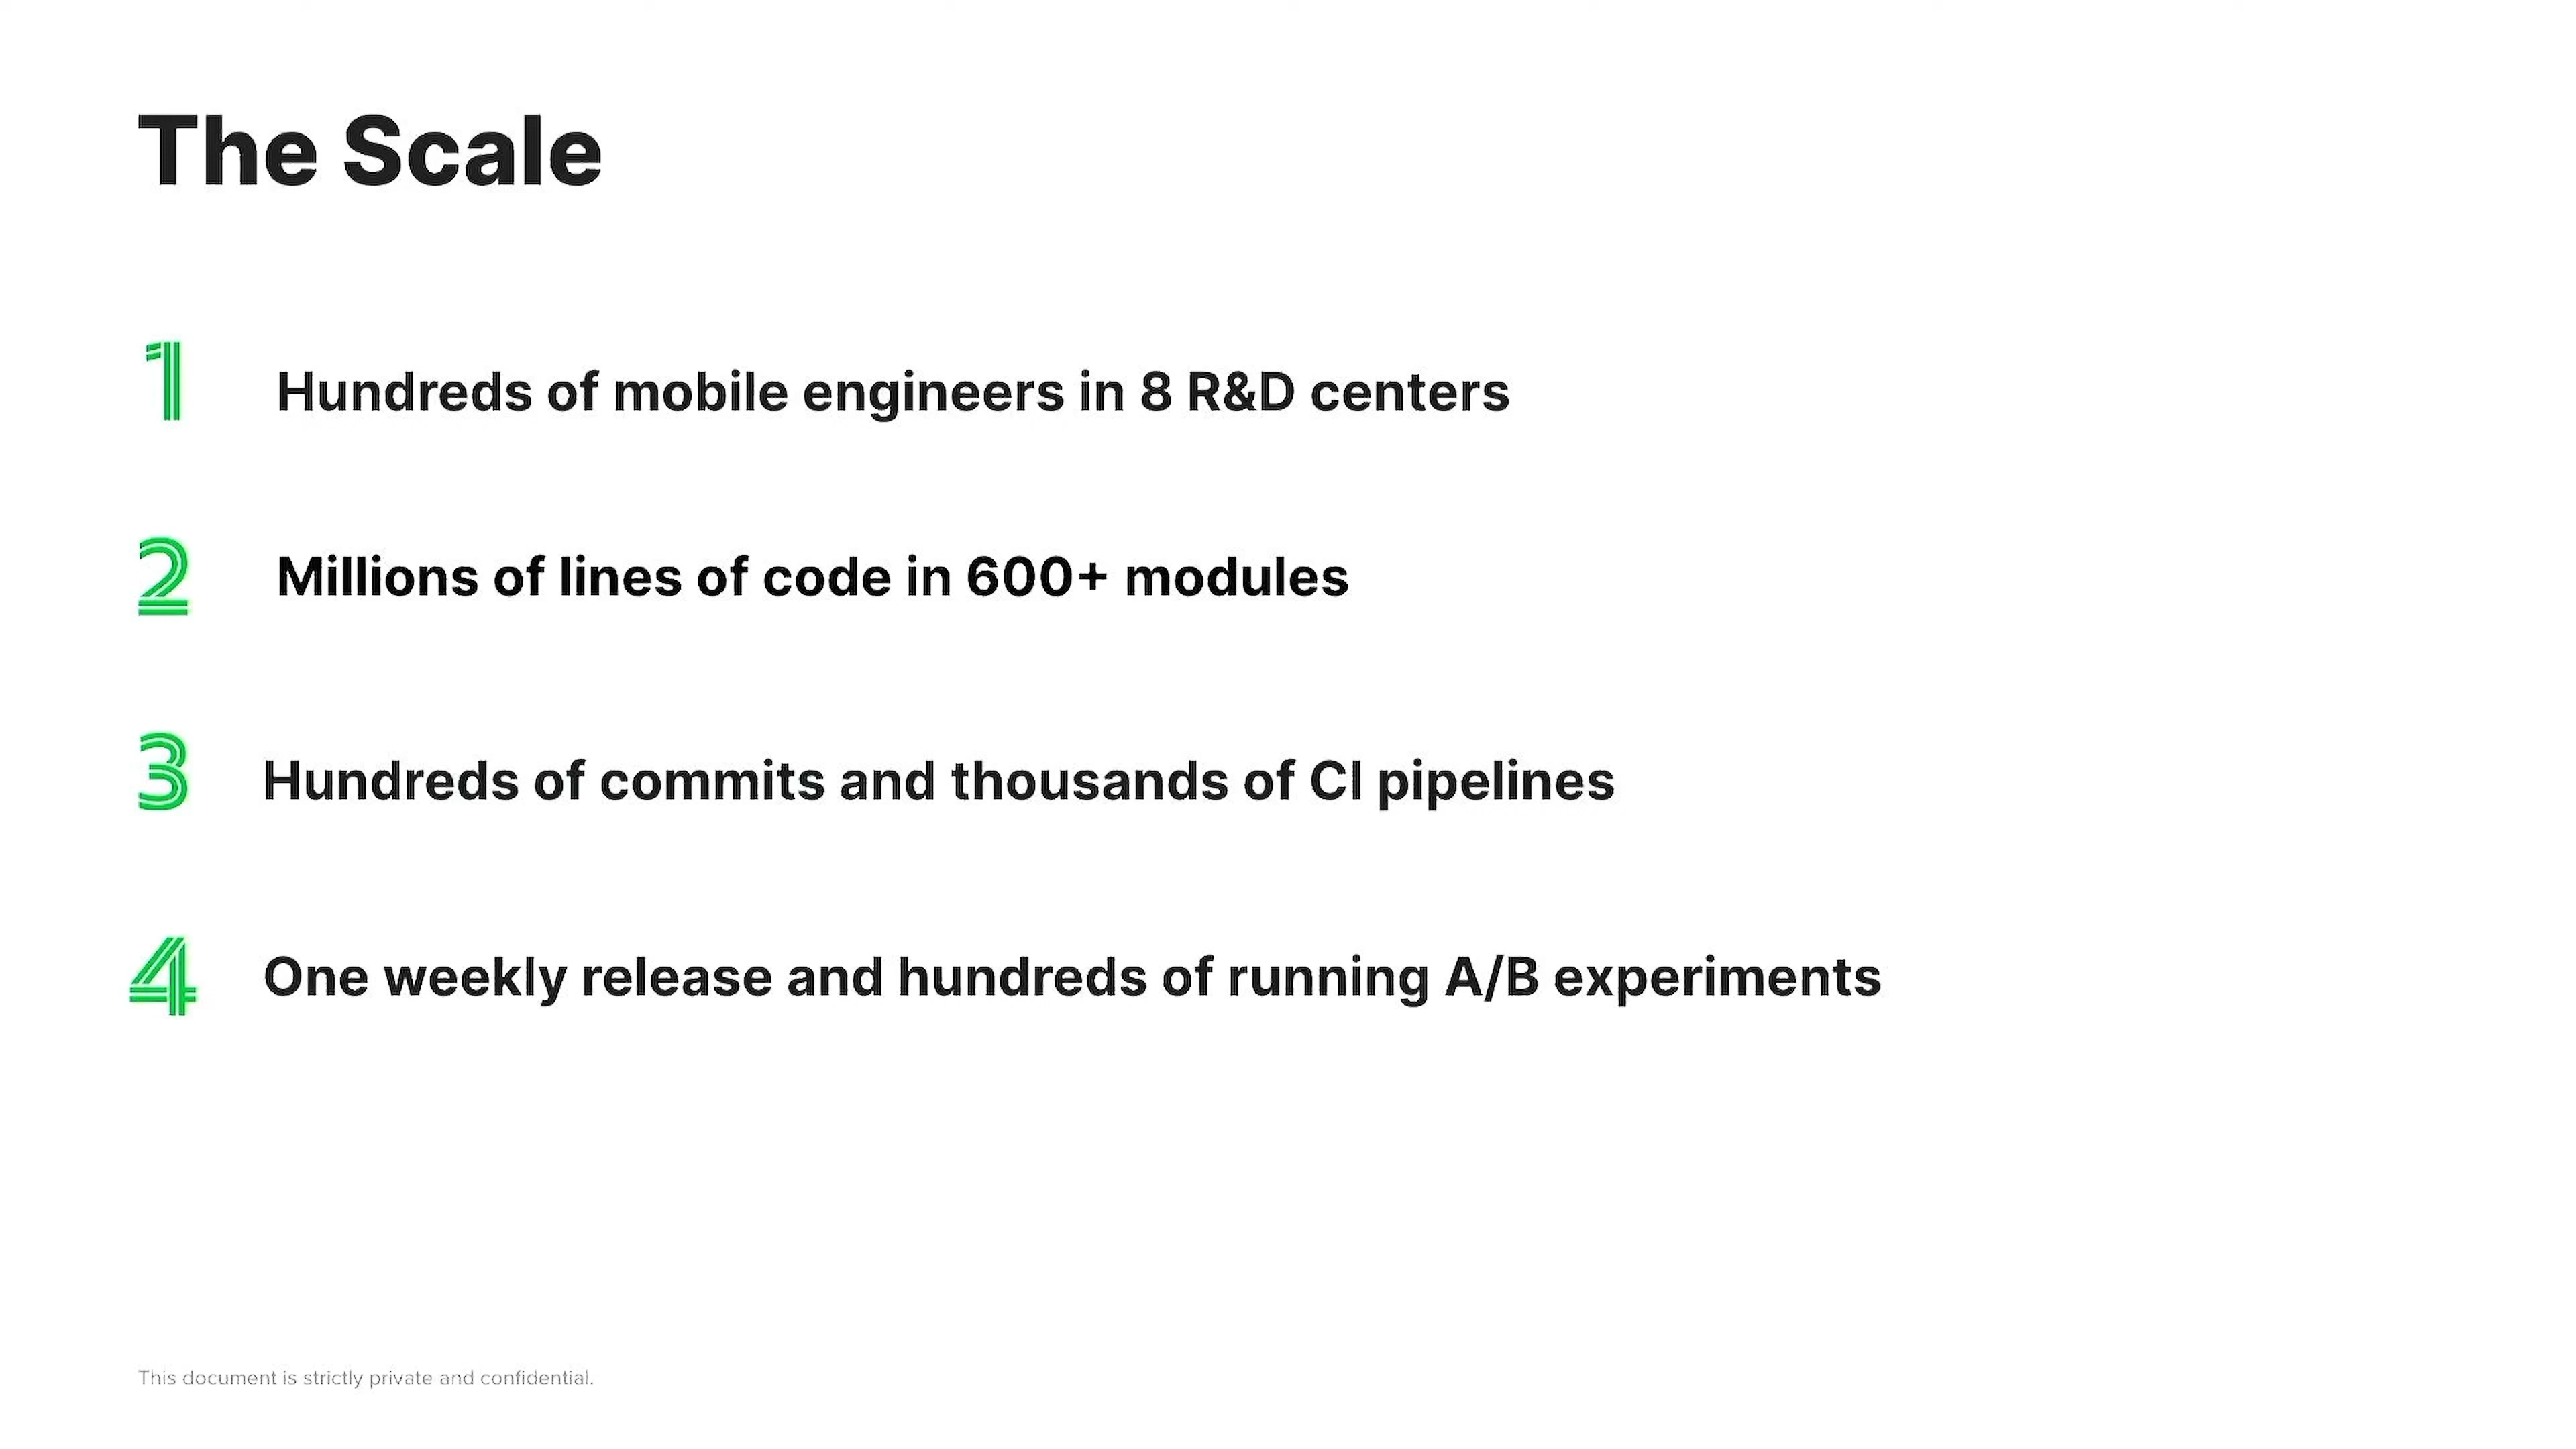 The Scale
1 Hundreds of mobile engineers in 8 R&D centers
2 Millions of lines of code in 600+ modules
3 Hundreds of commits and thousands of CI pipelines
4 One weekly release and hundreds of running A/B experiments
This document is strictly private and confidential.